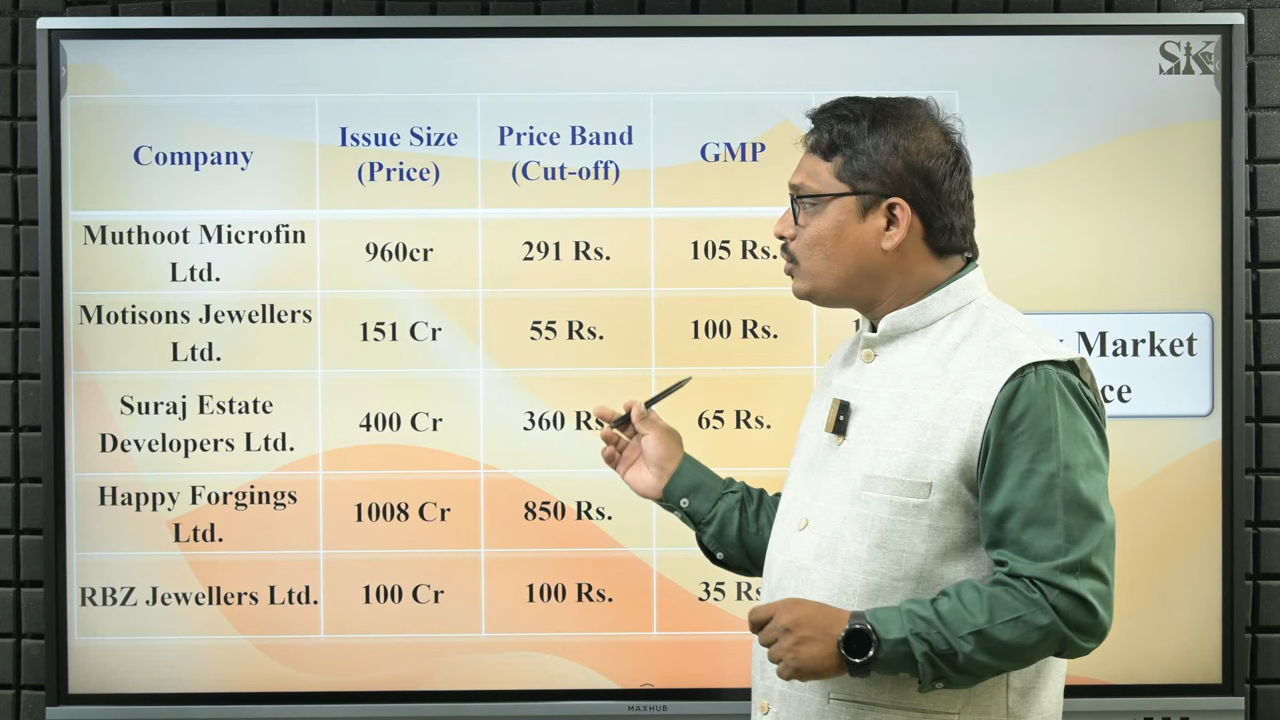 SK
Company
Issue Size
(Price)
Price Band
(Cut-off)
GMP
Muthoot Microfin
Ltd.
960cr
291 Rs.
105 Rs.
Motisons Jewellers
Ltd.
151 Cr
55 Rs.
100 Rs.
Market
Suraj Estate
Developers Ltd.
400 Cr
360 Rs
65 Rs.
Happy Forgings
Ltd.
1008 Cr
850 Rs.
RBZ Jewellers Ltd.
100 Cr
100 Rs.
35 Rs
MAXHUB